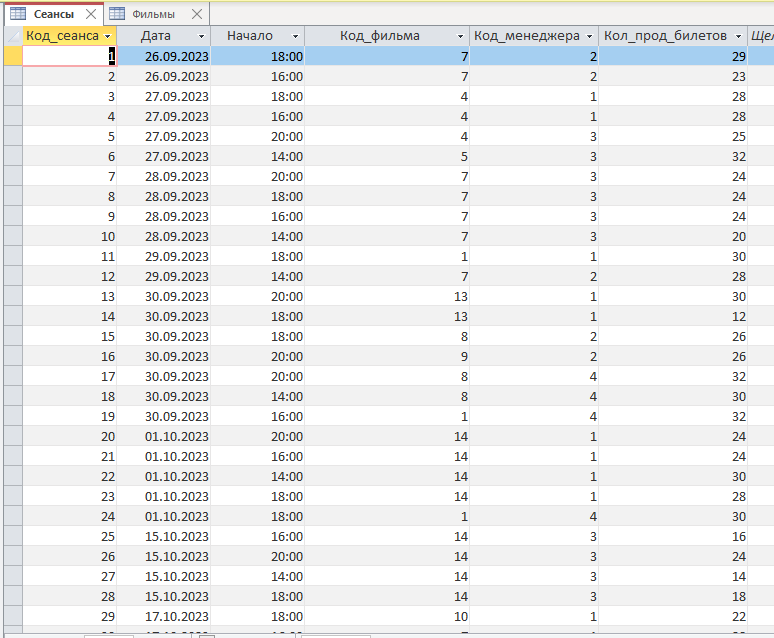 Сеансы Фильмы
Код_сеанса Дата Начало Код_фильма Код_менеджера Кол_прод_билетов Щел
1 26.09.2023 18:00 7 2 29
2 26.09.2023 16:00 7 2 23
3 27.09.2023 18:00 4 1 28
4 27.09.2023 16:00 4 1 28
5 27.09.2023 20:00 4 3 25
6 27.09.2023 14:00 5 3 32
7 28.09.2023 20:00 7 3 24
8 28.09.2023 18:00 7 3 24
9 28.09.2023 16:00 7 3 24
10 28.09.2023 14:00 7 3 20
11 29.09.2023 18:00 1 1 30
12 29.09.2023 14:00 7 2 28
13 30.09.2023 20:00 13 1 30
14 30.09.2023 18:00 13 1 12
15 30.09.2023 18:00 8 2 26
16 30.09.2023 20:00 9 2 26
17 30.09.2023 20:00 8 4 32
18 30.09.2023 14:00 8 4 30
19 30.09.2023 16:00 1 4 32
20 01.10.2023 20:00 14 1 24
21 01.10.2023 16:00 14 1 24
22 01.10.2023 14:00 14 1 30
23 01.10.2023 18:00 14 1 28
24 01.10.2023 18:00 1 4 30
25 15.10.2023 16:00 14 3 16
26 15.10.2023 20:00 14 3 24
27 15.10.2023 14:00 14 3 14
28 15.10.2023 18:00 14 3 18
29 17.10.2023 18:00 10 1 22